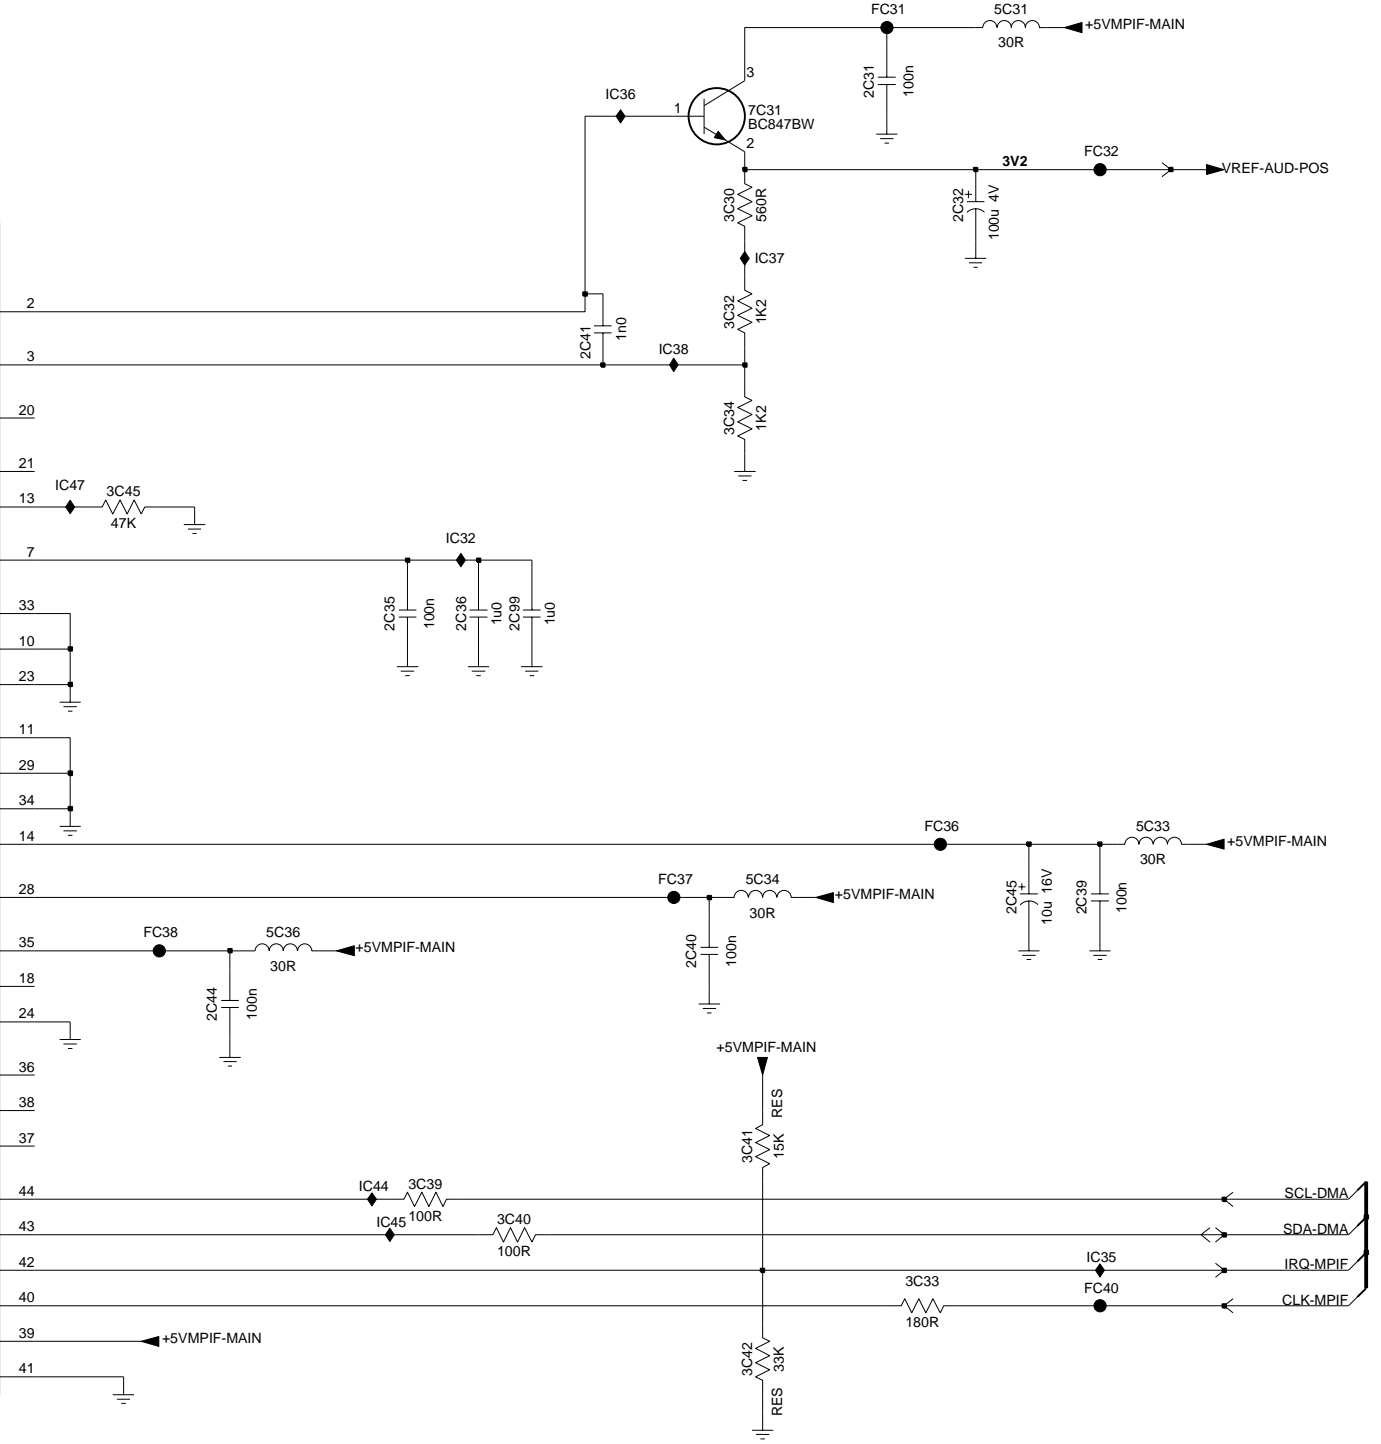 FC31
5C31
+5VMPIF-MAIN
30R
2C31
100n
3
IC36
1
7C31
BC847BW
2
3V2
FC32
VREF-AUD-POS
3C30
560R
2C32
+
100u 4V
IC37
2
3C32
1K2
2C41
1n0
3
IC38
20
3C34
1K2
21
IC47
3C45
13
47K
IC32
7
2C35
100n
2C36
1u0
2C99
1u0
33
10
23
11
29
34
14
FC36
5C33
+5VMPIF-MAIN
30R
2C45
+
10u 16V
2C39
100n
28
FC37
5C34
+5VMPIF-MAIN
30R
2C40
100n
35
FC38
5C36
+5VMPIF-MAIN
30R
18
2C44
100n
24
+5VMPIF-MAIN
36
RES
38
3C41
15K
37
44
IC44
3C39
100R
SCL-DMA
43
IC45
3C40
100R
SDA-DMA
42
IC35
IRQ-MPIF
40
3C33
180R
FC40
CLK-MPIF
39
+5VMPIF-MAIN
3C42
33K
41
RES